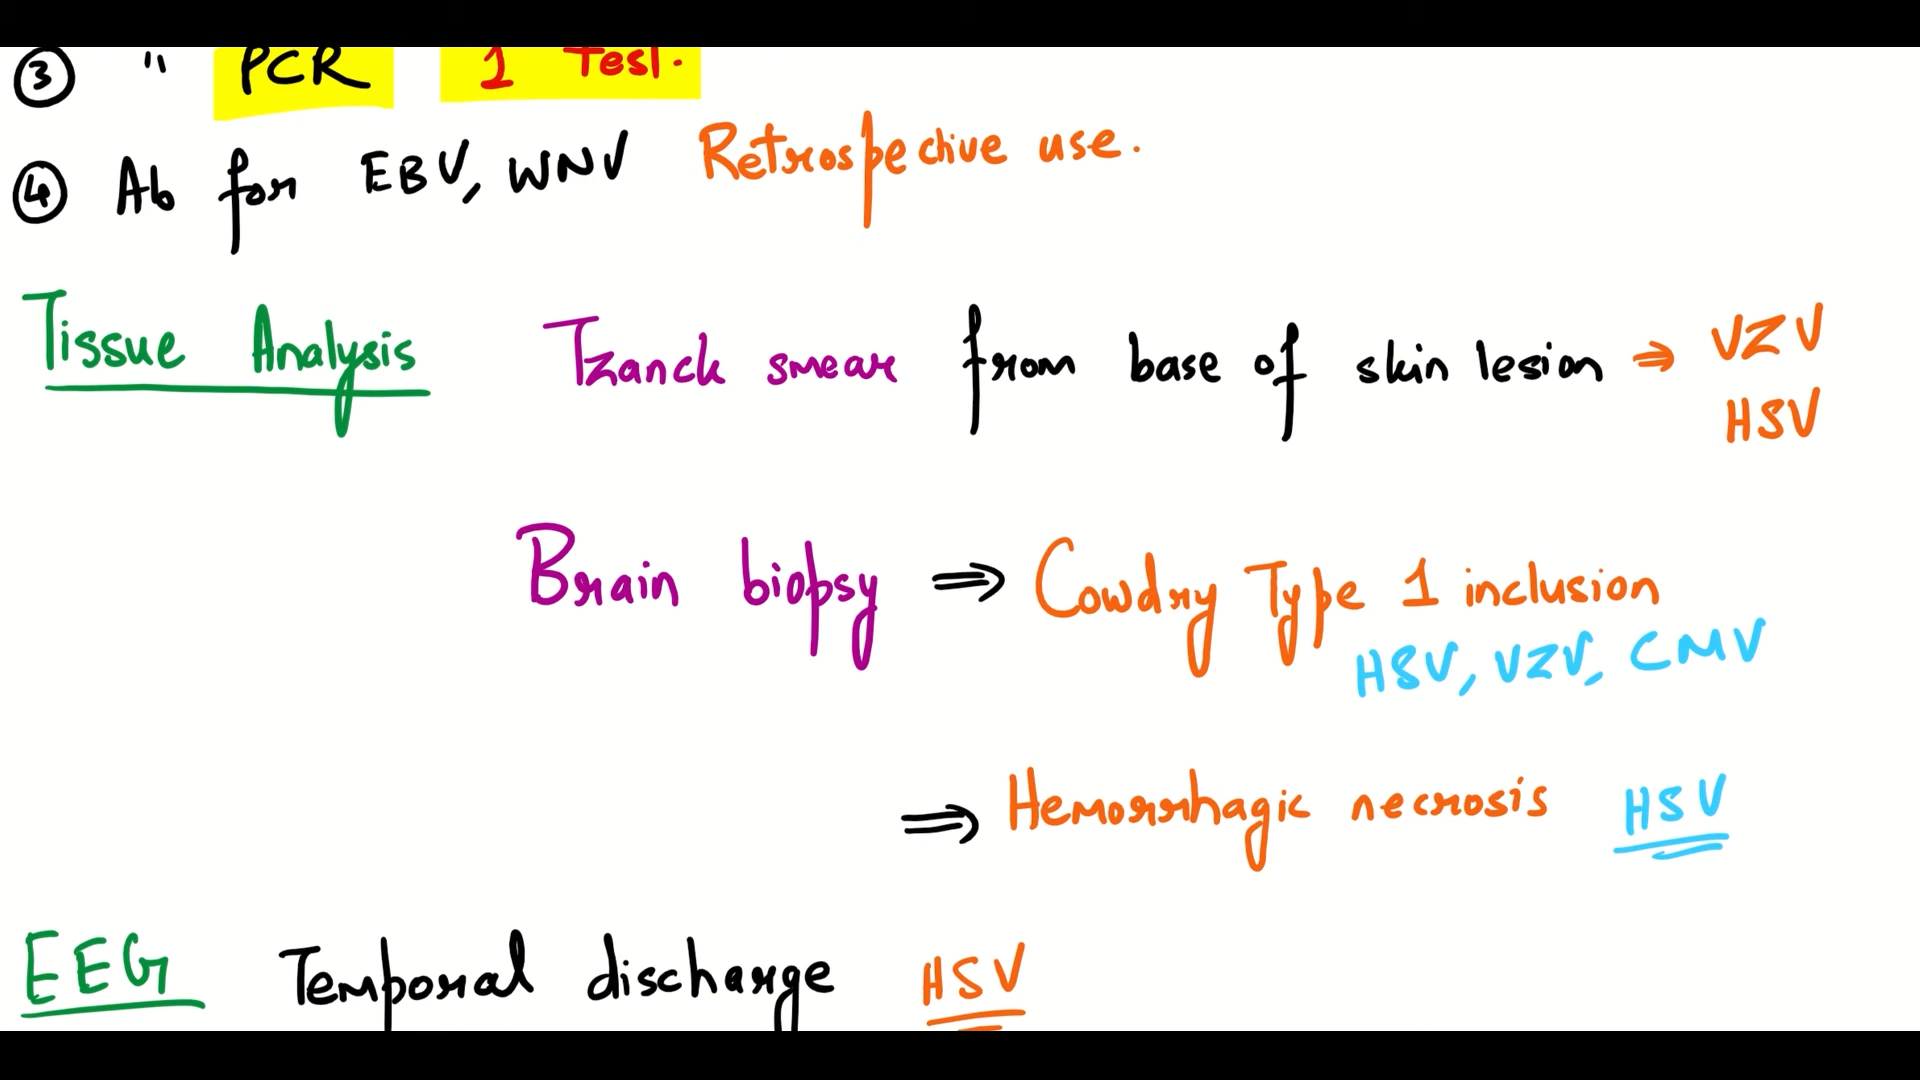 ③ " PCR 1 Test.
④ Ab for EBV, WNV Retrospective use.
Tissue Analysis Tzanck smear from base of skin lesion ⇒ VZV
HSV
Brain biopsy ⇒ Cowdry Type 1 inclusion
HSV, VZV, CMV
⇒ Hemorrhagic necrosis HSV
EEG Temporal discharge HSV